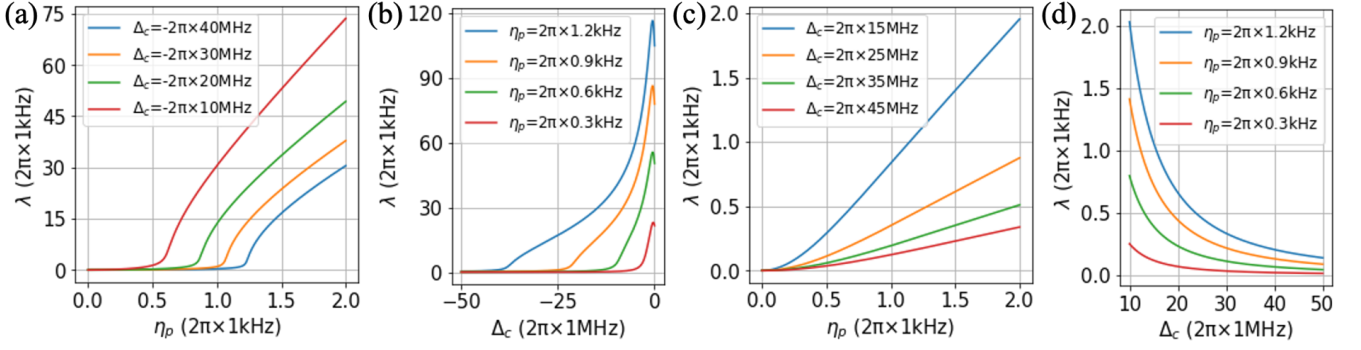 (a)
75
60
45
30
15
0
λ (2π×1kHz)
Δc=-2π×40MHz
Δc=-2π×30MHz
Δc=-2π×20MHz
Δc=-2π×10MHz
0.0 0.5 1.0 1.5 2.0
ηp (2π×1kHz)
(b)
120
90
60
30
0
λ (2π×1kHz)
ηp=2π×1.2kHz
ηp=2π×0.9kHz
ηp=2π×0.6kHz
ηp=2π×0.3kHz
−50 −25 0
Δc (2π×1MHz)
(c)
2.0
1.5
1.0
0.5
0.0
λ (2π×1kHz)
Δc=2π×15MHz
Δc=2π×25MHz
Δc=2π×35MHz
Δc=2π×45MHz
0.0 0.5 1.0 1.5 2.0
ηp (2π×1kHz)
(d)
2.0
1.5
1.0
0.5
0.0
λ (2π×1kHz)
ηp=2π×1.2kHz
ηp=2π×0.9kHz
ηp=2π×0.6kHz
ηp=2π×0.3kHz
10 20 30 40 50
Δc (2π×1MHz)